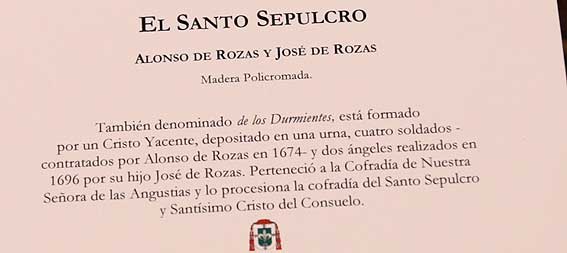 EL SANTO SEPULCRO
ALONSO DE ROZAS Y JOSÉ DE ROZAS
Madera Policromada.
También denominado de los Durmientes, está formado
por un Cristo Yacente, depositado en una urna, cuatro soldados -
contratados por Alonso de Rozas en 1674- y dos ángeles realizados en
1696 por su hijo José de Rozas. Perteneció a la Cofradía de Nuestra
Señora de las Angustias y lo procesiona la cofradía del Santo Sepulcro
y Santísimo Cristo del Consuelo.